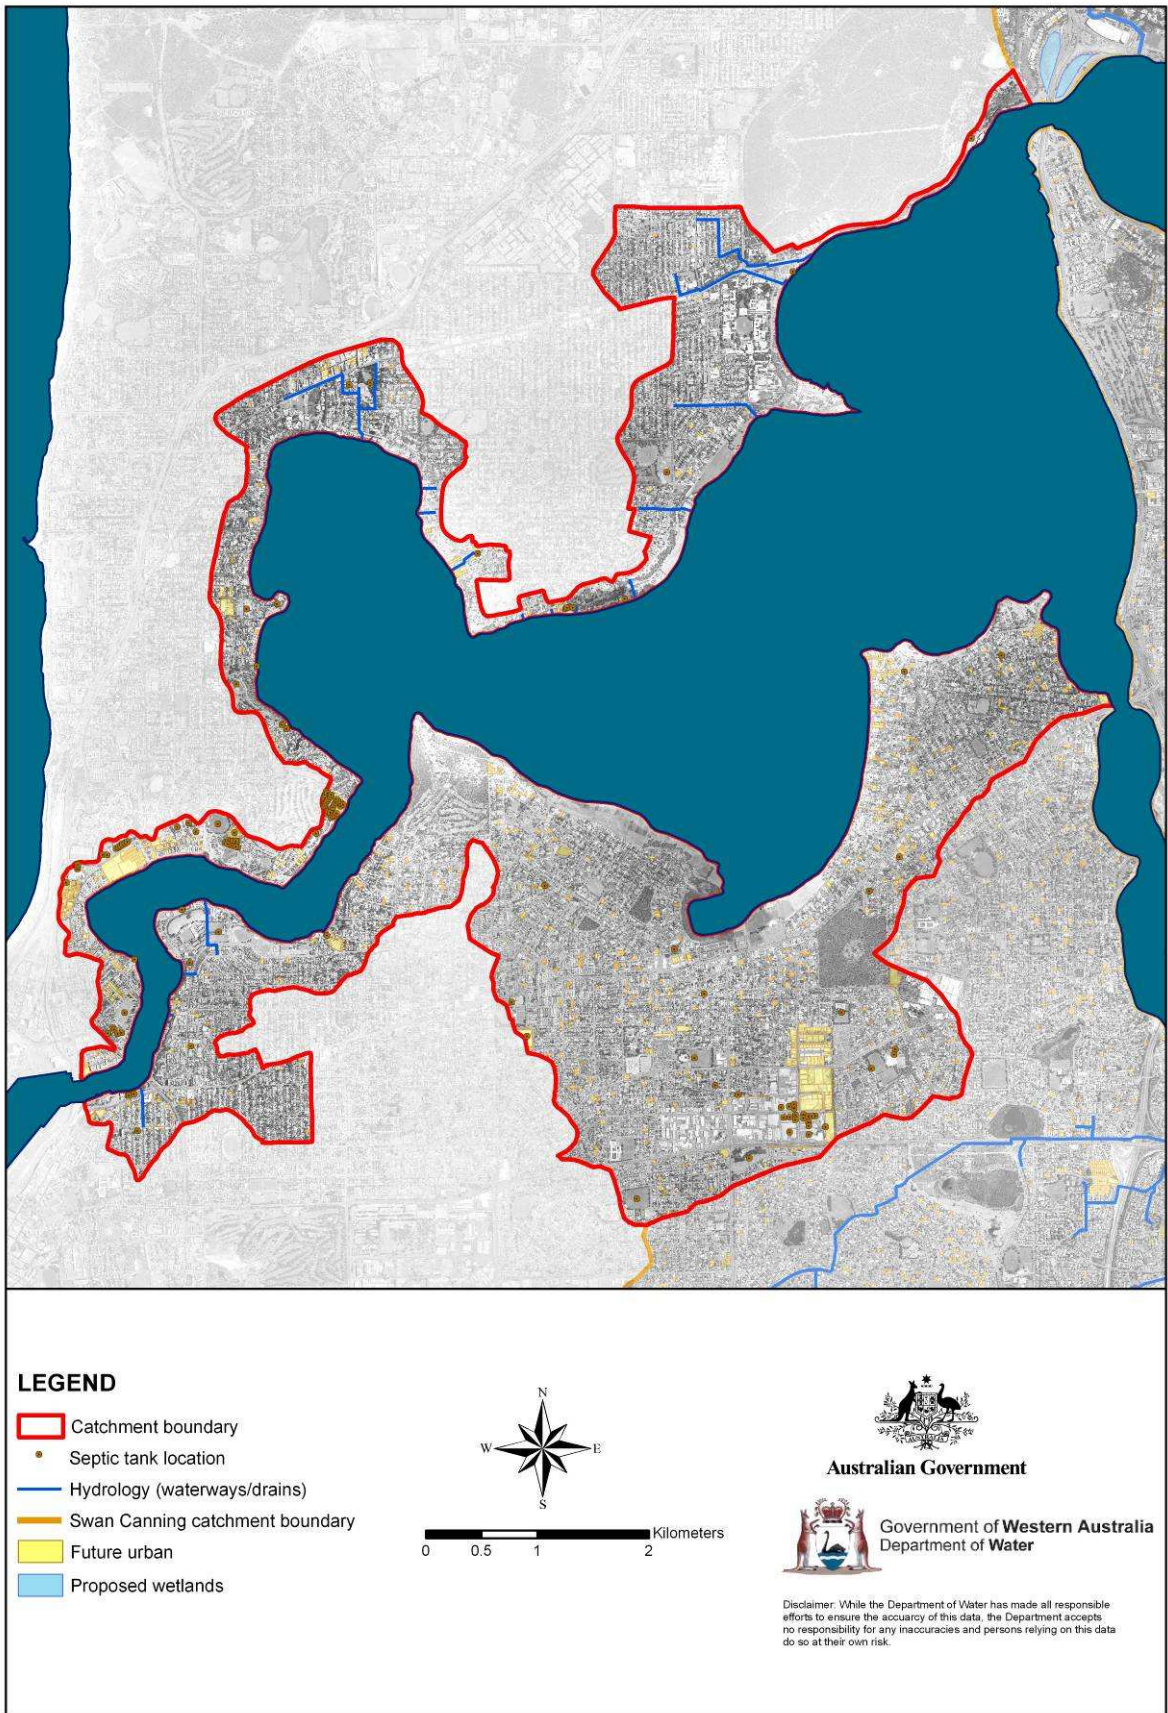 LEGEND
Catchment boundary
Septic tank location
Hydrology (waterways/drains)
Swan Canning catchment boundary
Future urban
Proposed wetlands
N
W E
S
Kilometers
0 0.5 1 2
AUSTRALIA
Australian Government
Government of Western Australia
Department of Water
Disclaimer: While the Department of Water has made all responsible
efforts to ensure the accuarcy of this data, the Department accepts
no responsibility for any inaccuracies and persons relying on this data
do so at their own risk.